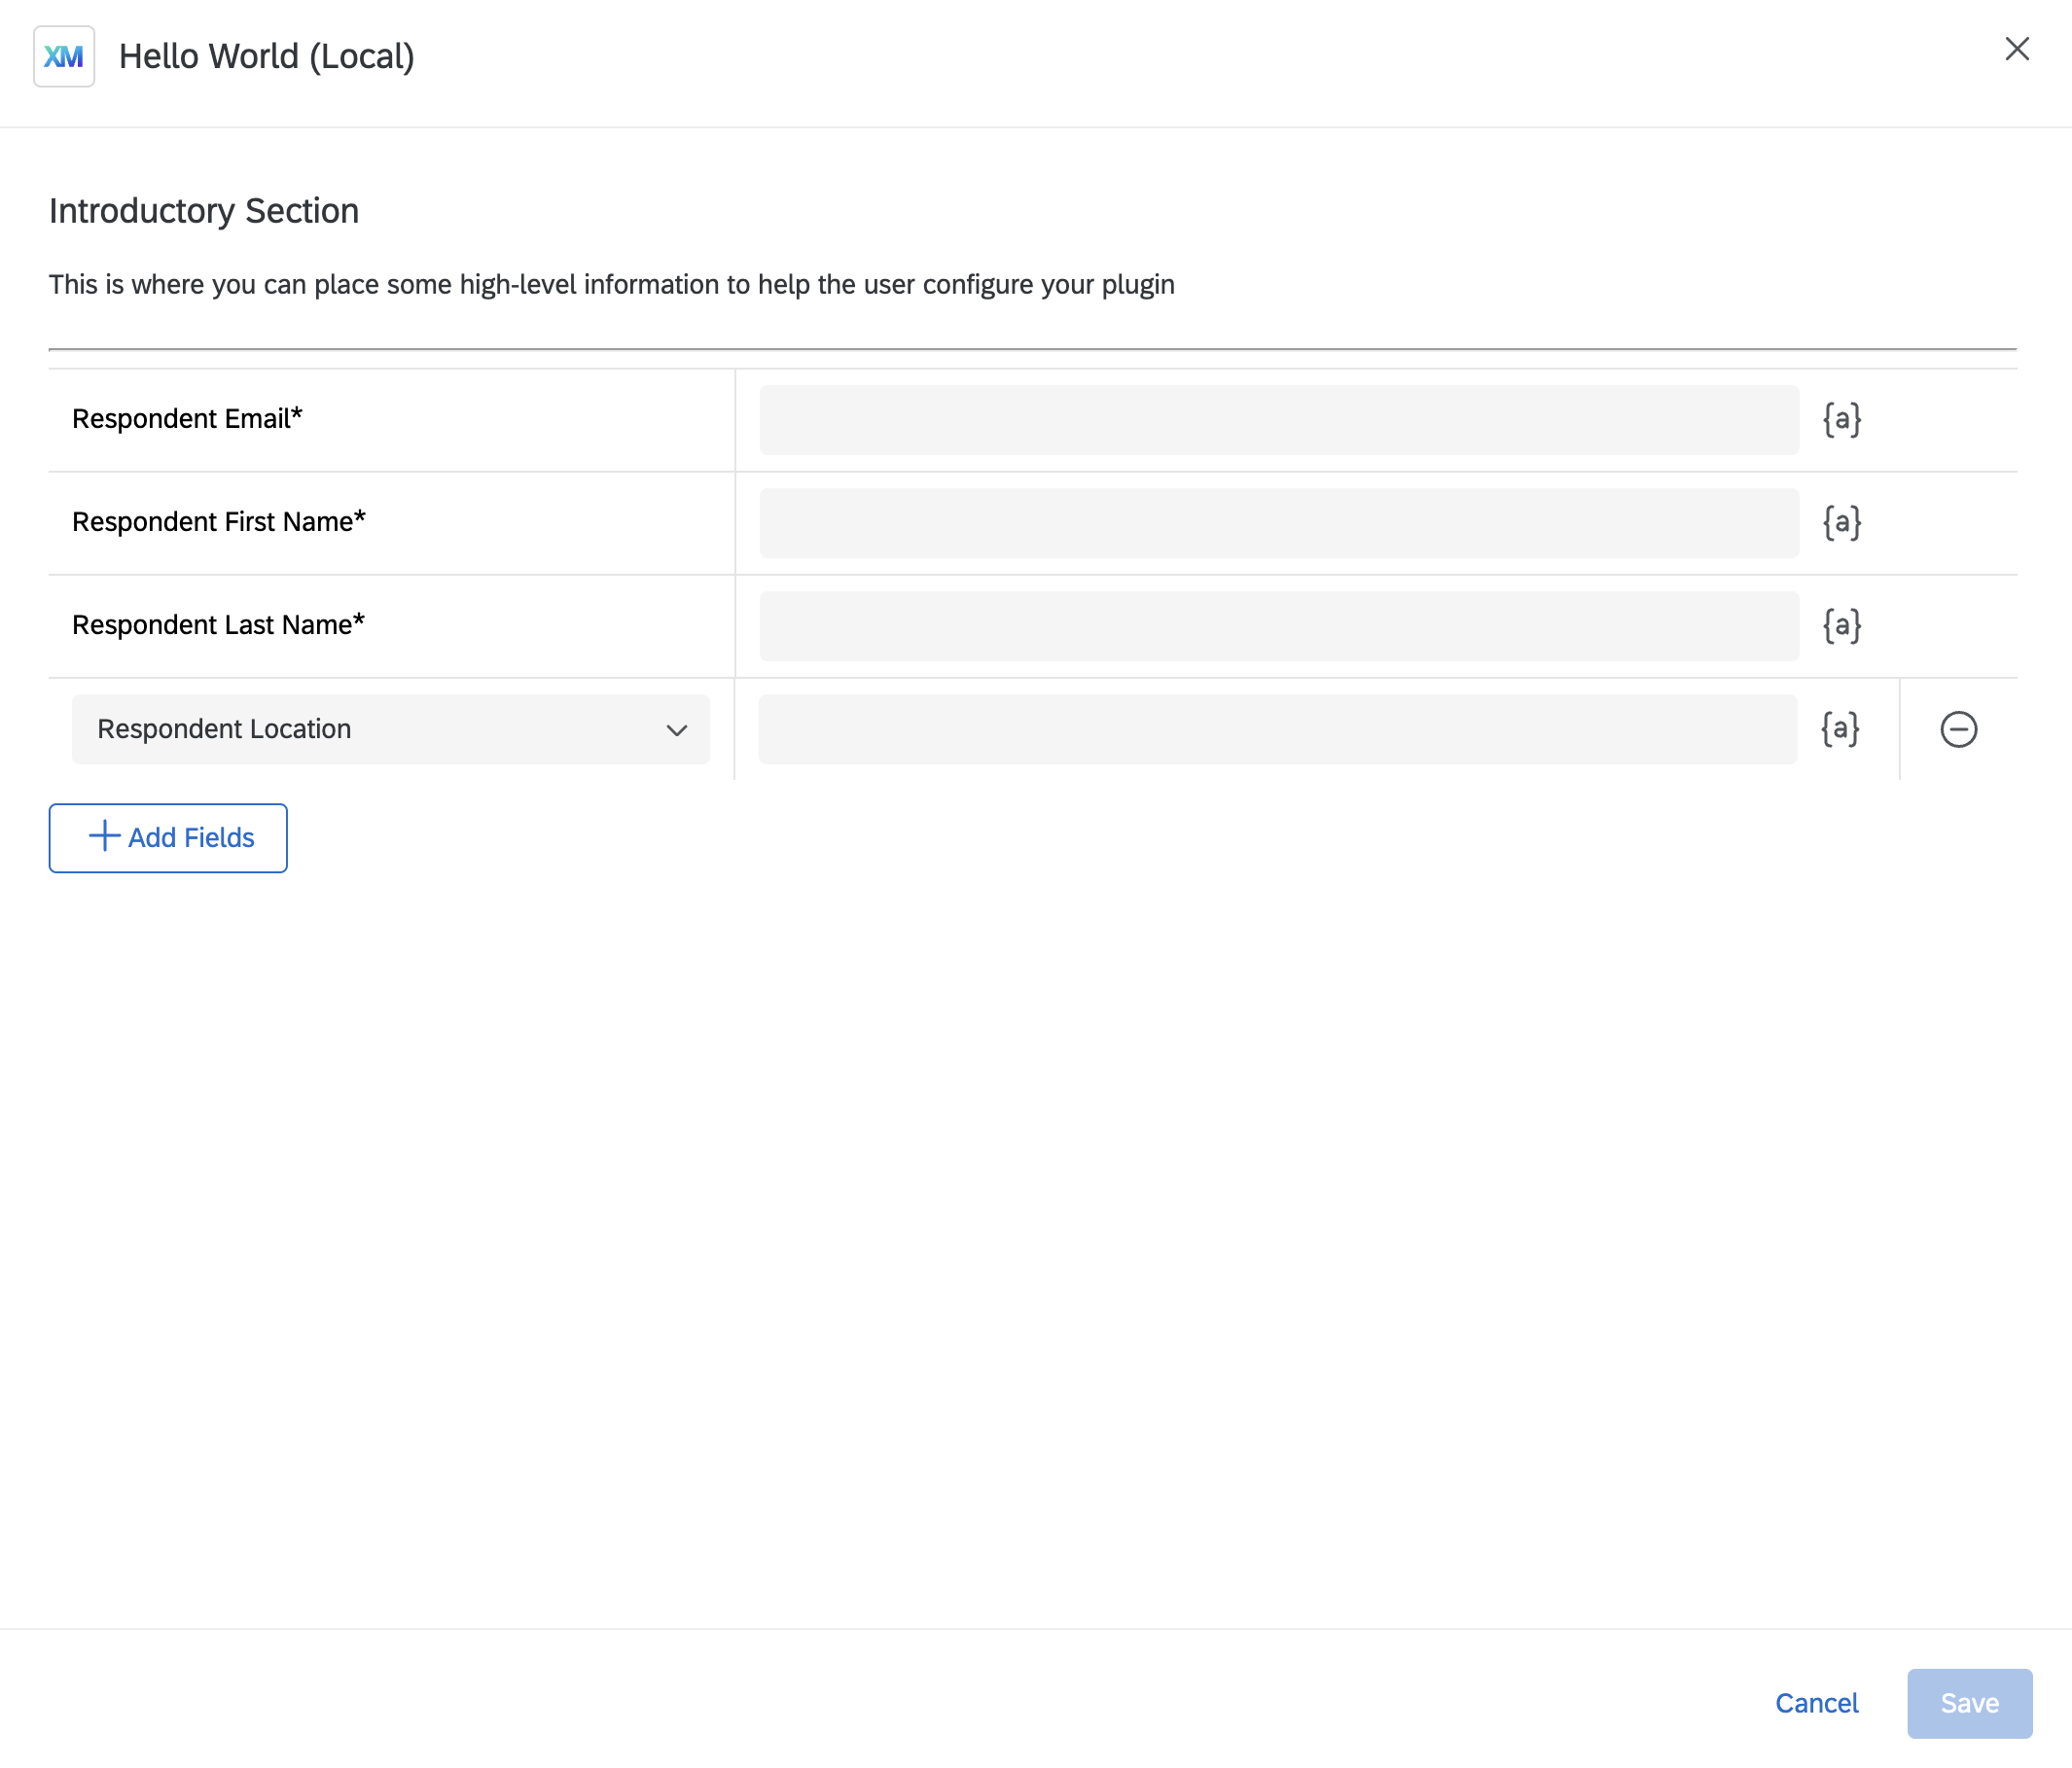 XM Hello World (Local)
Introductory Section
This is where you can place some high-level information to help the user configure your plugin
Respondent Email* {a}
Respondent First Name* {a}
Respondent Last Name* {a}
Respondent Location {a}
Add Fields
Cancel Save